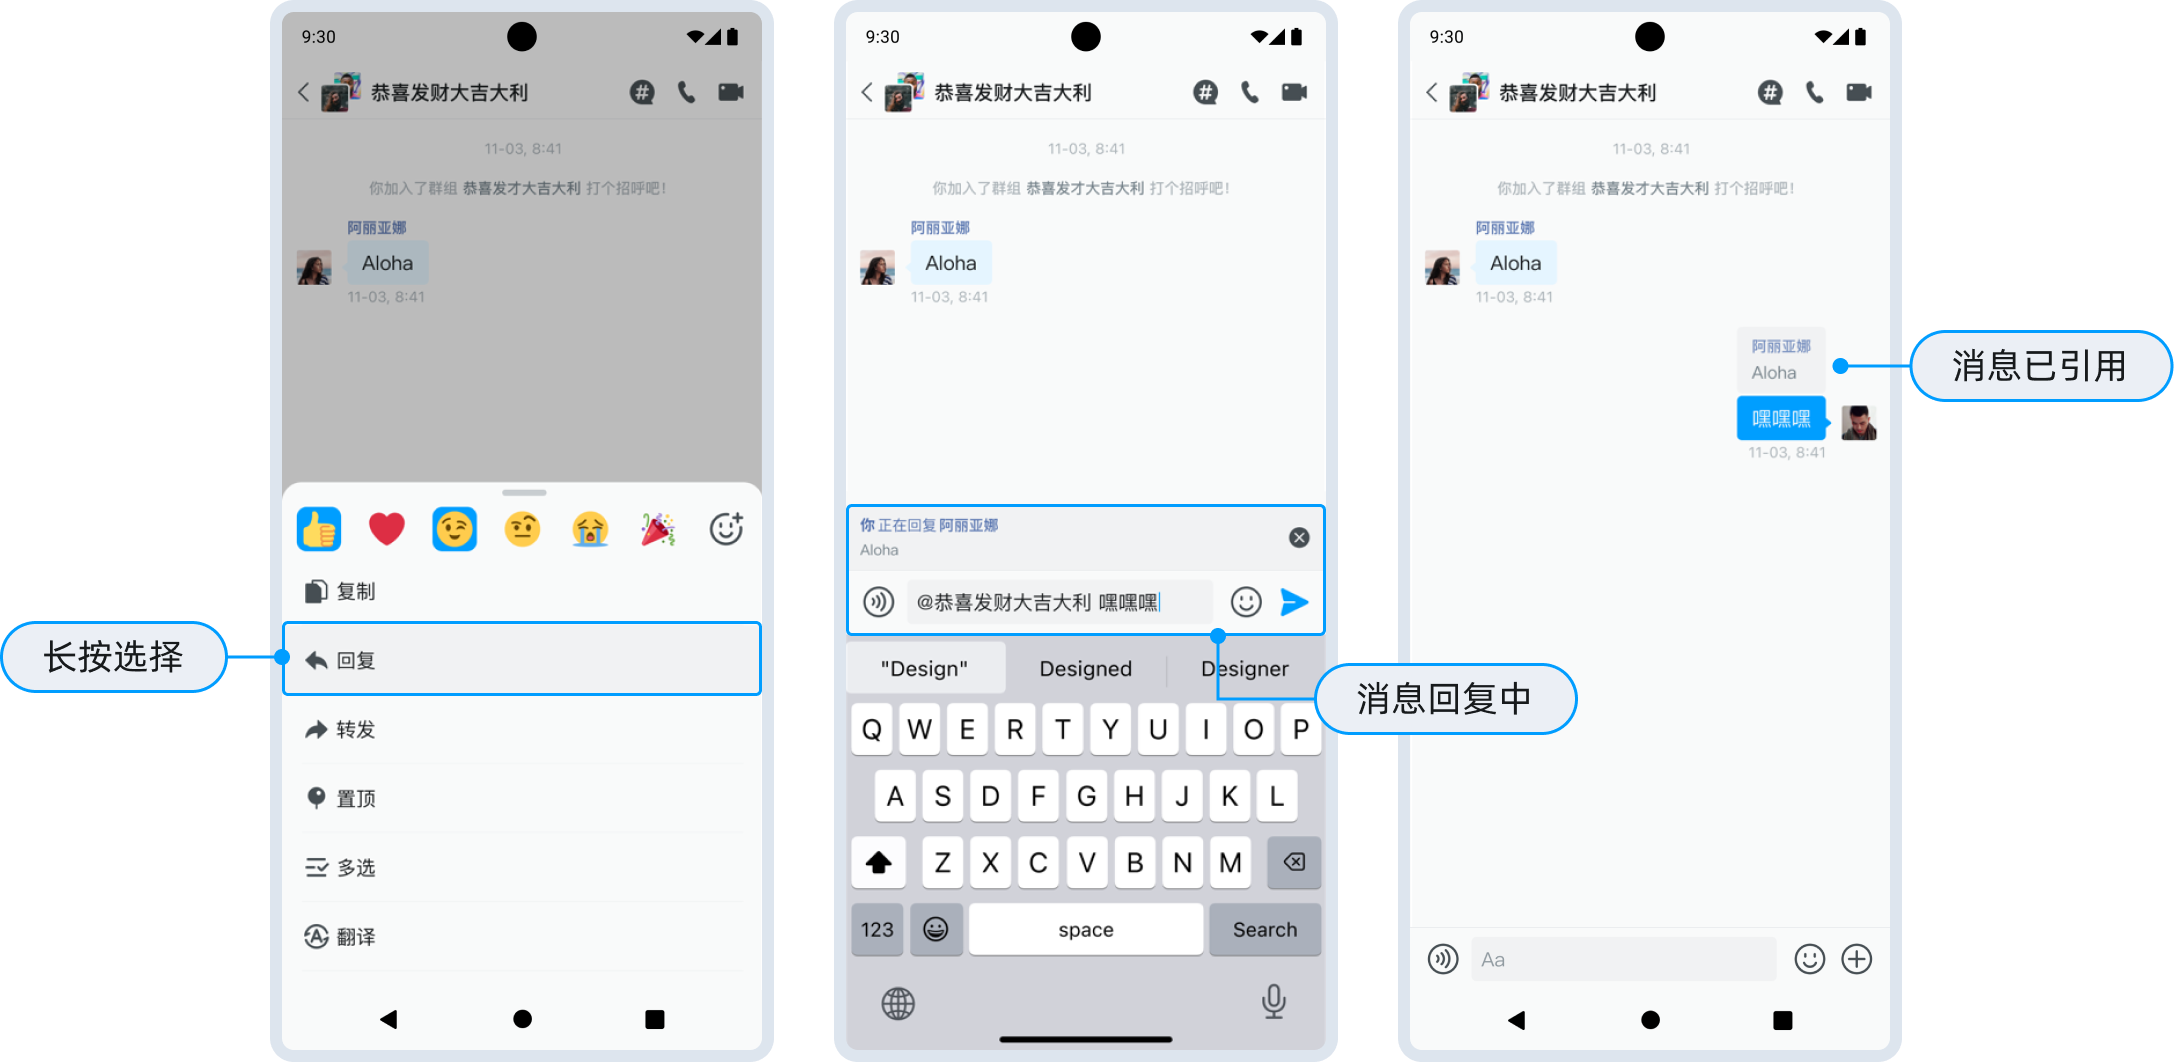 9:30
恭喜发财大吉大利
11-03, 8:41
你加入了群组 恭喜发才大吉大利 打个招呼吧!
阿丽亚娜
Aloha
11-03, 8:41
复制
回复
转发
置顶
多选
翻译
长按选择
9:30
恭喜发财大吉大利
11-03, 8:41
你加入了群组 恭喜发才大吉大利 打个招呼吧!
阿丽亚娜
Aloha
11-03, 8:41
你 正在回复 阿丽亚娜
Aloha
@恭喜发财大吉大利 嘿嘿嘿
"Design" Designed Designer
Q W E R T Y U I O P
A S D F G H J K L
Z X C V B N M
123 space Search
消息回复中
9:30
恭喜发财大吉大利
11-03, 8:41
你加入了群组 恭喜发才大吉大利 打个招呼吧!
阿丽亚娜
Aloha
11-03, 8:41
阿丽亚娜
Aloha
嘿嘿嘿
11-03, 8:41
消息已引用
Aa